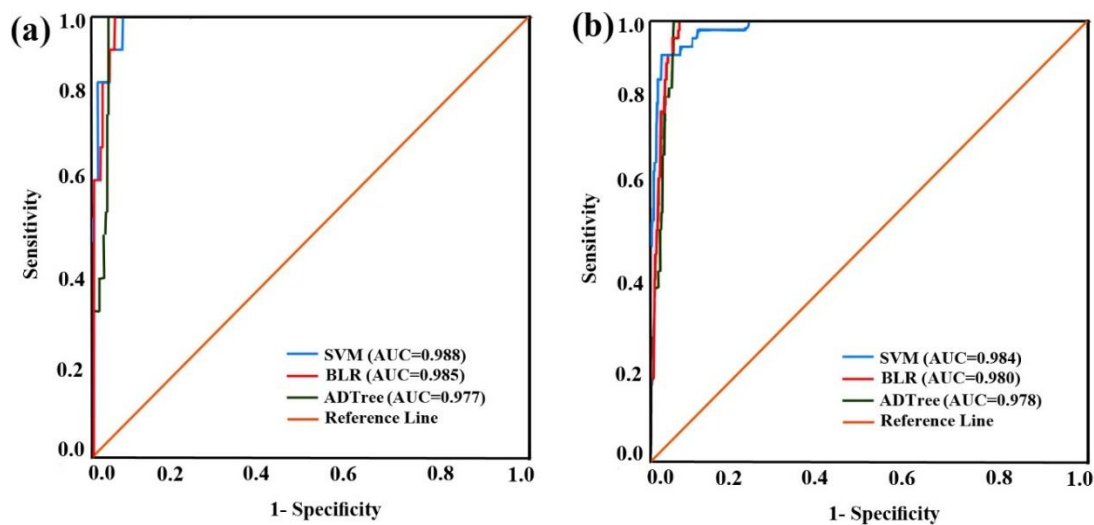 (a)
1.0
0.8
0.6
0.4
0.2
0.0
Sensitivity
SVM (AUC=0.988)
BLR (AUC=0.985)
ADTree (AUC=0.977)
Reference Line
0.0 0.2 0.4 0.6 0.8 1.0
1- Specificity
(b)
1.0
0.8
0.6
0.4
0.2
0.0
Sensitivity
SVM (AUC=0.984)
BLR (AUC=0.980)
ADTree (AUC=0.978)
Reference Line
0.0 0.2 0.4 0.6 0.8 1.0
1- Specificity